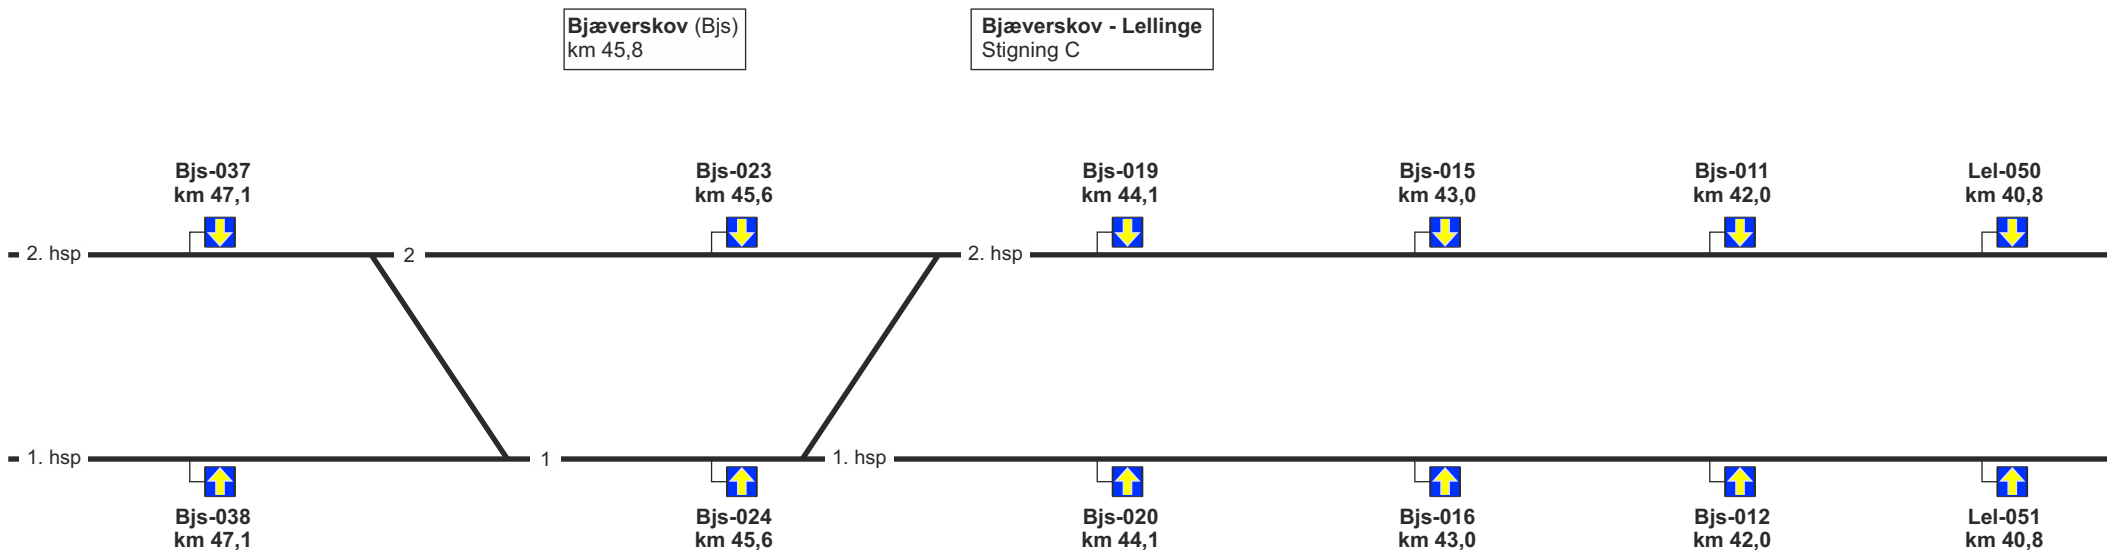 Bjæverskov (Bjs)
km 45,8
Bjæverskov - Lellinge
Stigning C
Bjs-037
km 47,1
Bjs-023
km 45,6
Bjs-019
km 44,1
Bjs-015
km 43,0
Bjs-011
km 42,0
Lel-050
km 40,8
2. hsp
2
2. hsp
1. hsp
1
1. hsp
Bjs-038
km 47,1
Bjs-024
km 45,6
Bjs-020
km 44,1
Bjs-016
km 43,0
Bjs-012
km 42,0
Lel-051
km 40,8